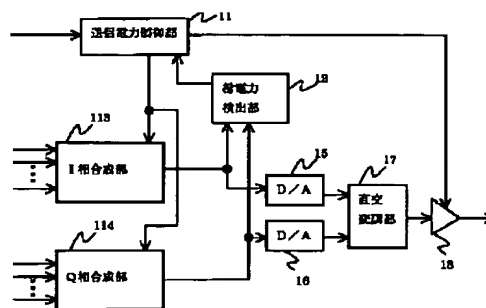 11
送信電力制御部
12
総電力
検出部
113
I相合成部
15
D/A
17
直交
変調部
114
Q相合成部
D/A
16
18